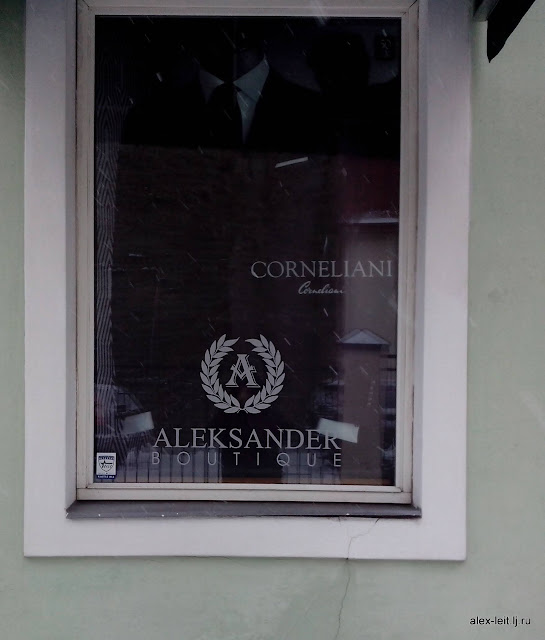 CORNELIANI
Corneliani
A
ALEKSANDER
BOUTIQUE
alex-leit.lj.ru